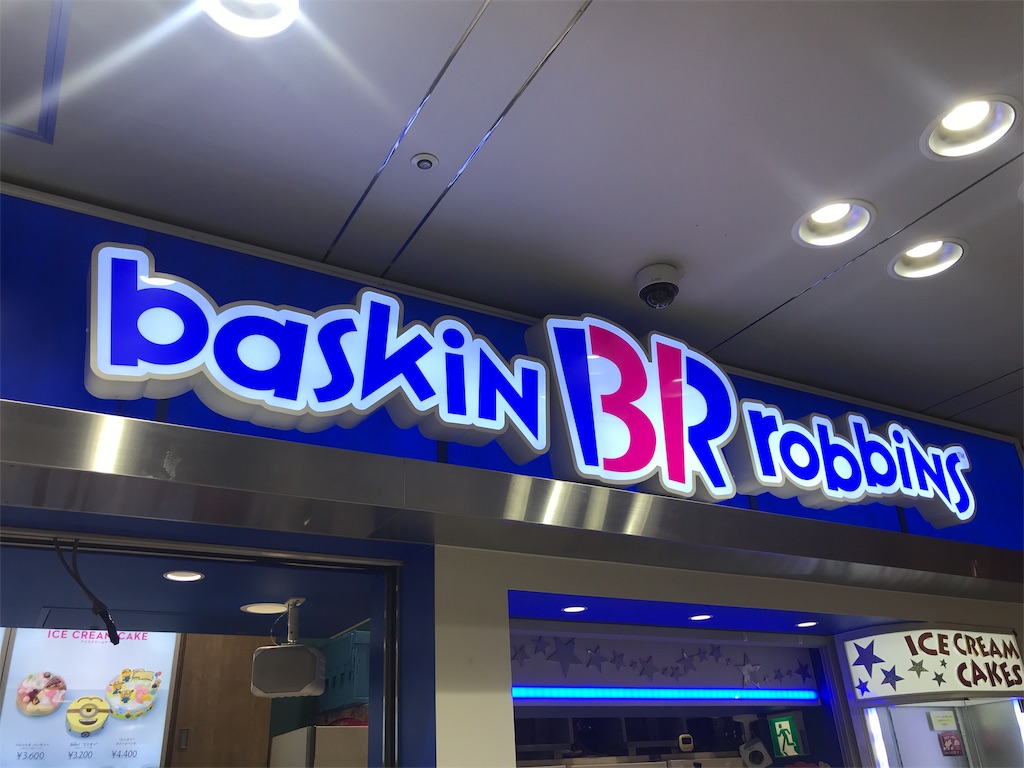 baskin BR robbins
ICE CREAM CAKE
¥3,600
¥3,200
¥4,400
ICE CREAM
CAKES